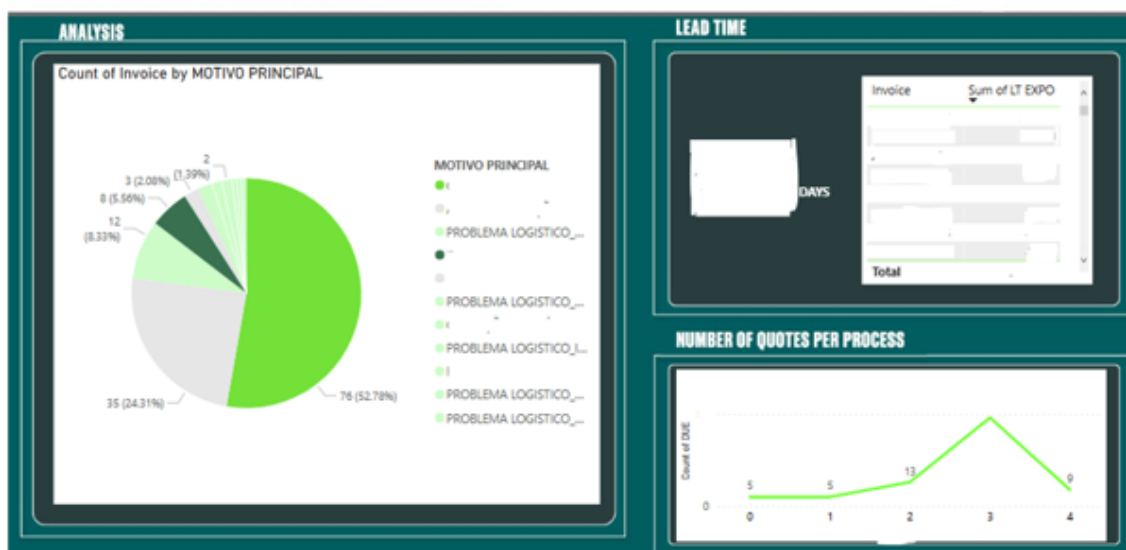 ANALYSIS
Count of Invoice by MOTIVO PRINCIPAL
2
(1.39%)
3 (2.08%)
8 (5.56%)
12
(8.33%)
35 (24.31%)
76 (52.78%)
MOTIVO PRINCIPAL
PROBLEMA LOGISTICO_...
PROBLEMA LOGISTICO_...
PROBLEMA LOGISTICO_I...
PROBLEMA LOGISTICO_...
PROBLEMA LOGISTICO_...
LEAD TIME
DAYS
Invoice Sum of LT EXPO
Total
NUMBER OF QUOTES PER PROCESS
Count of DUE
0
5
5
13
9
0 1 2 3 4